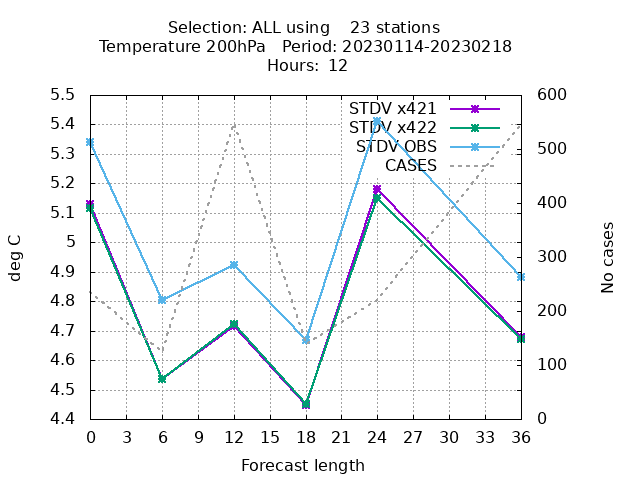 Selection: ALL using    23 stations
Temperature 200hPa   Period: 20230114-20230218
Hours:  12
STDV x421
STDV x422
STDV OBS
CASES
5.5
5.4
5.3
5.2
5.1
5
4.9
4.8
4.7
4.6
4.5
4.4
deg C
600
500
400
300
200
100
0
No cases
0 3 6 9 12 15 18 21 24 27 30 33 36
Forecast length